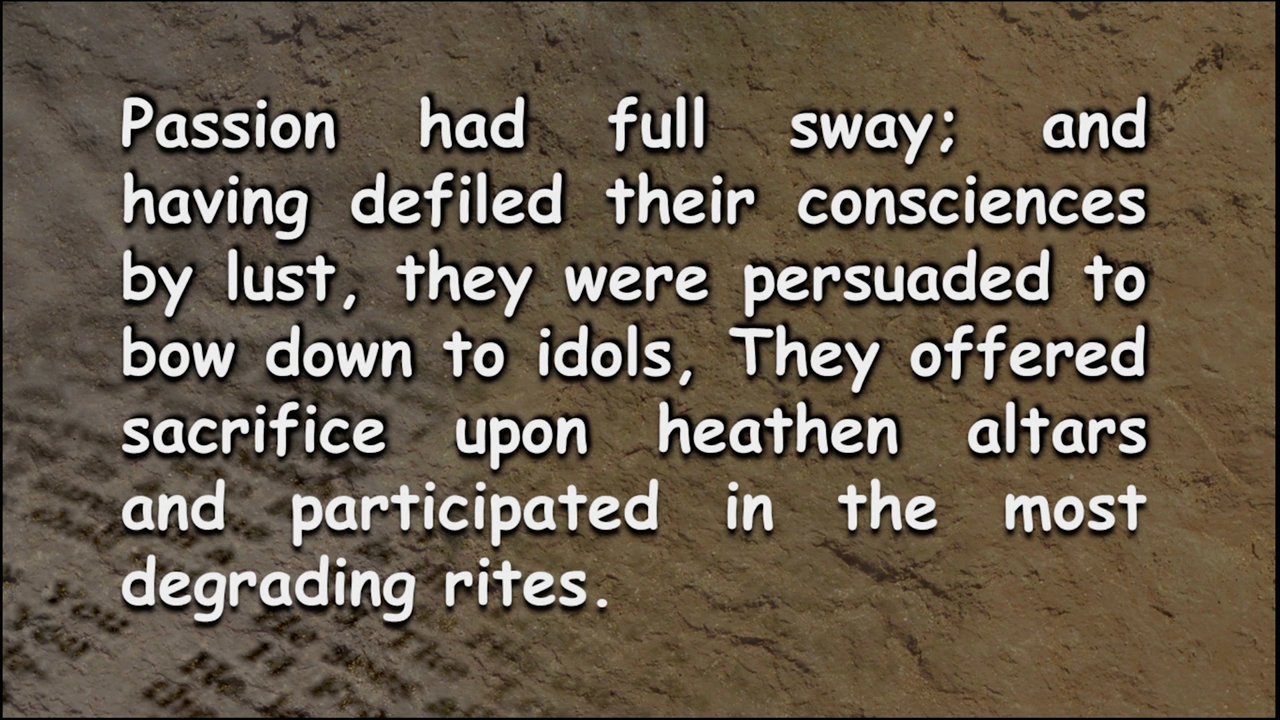 Passion had full sway; and
having defiled their consciences
by lust, they were persuaded to
bow down to idols, They offered
sacrifice upon heathen altars
and participated in the most
degrading rites.